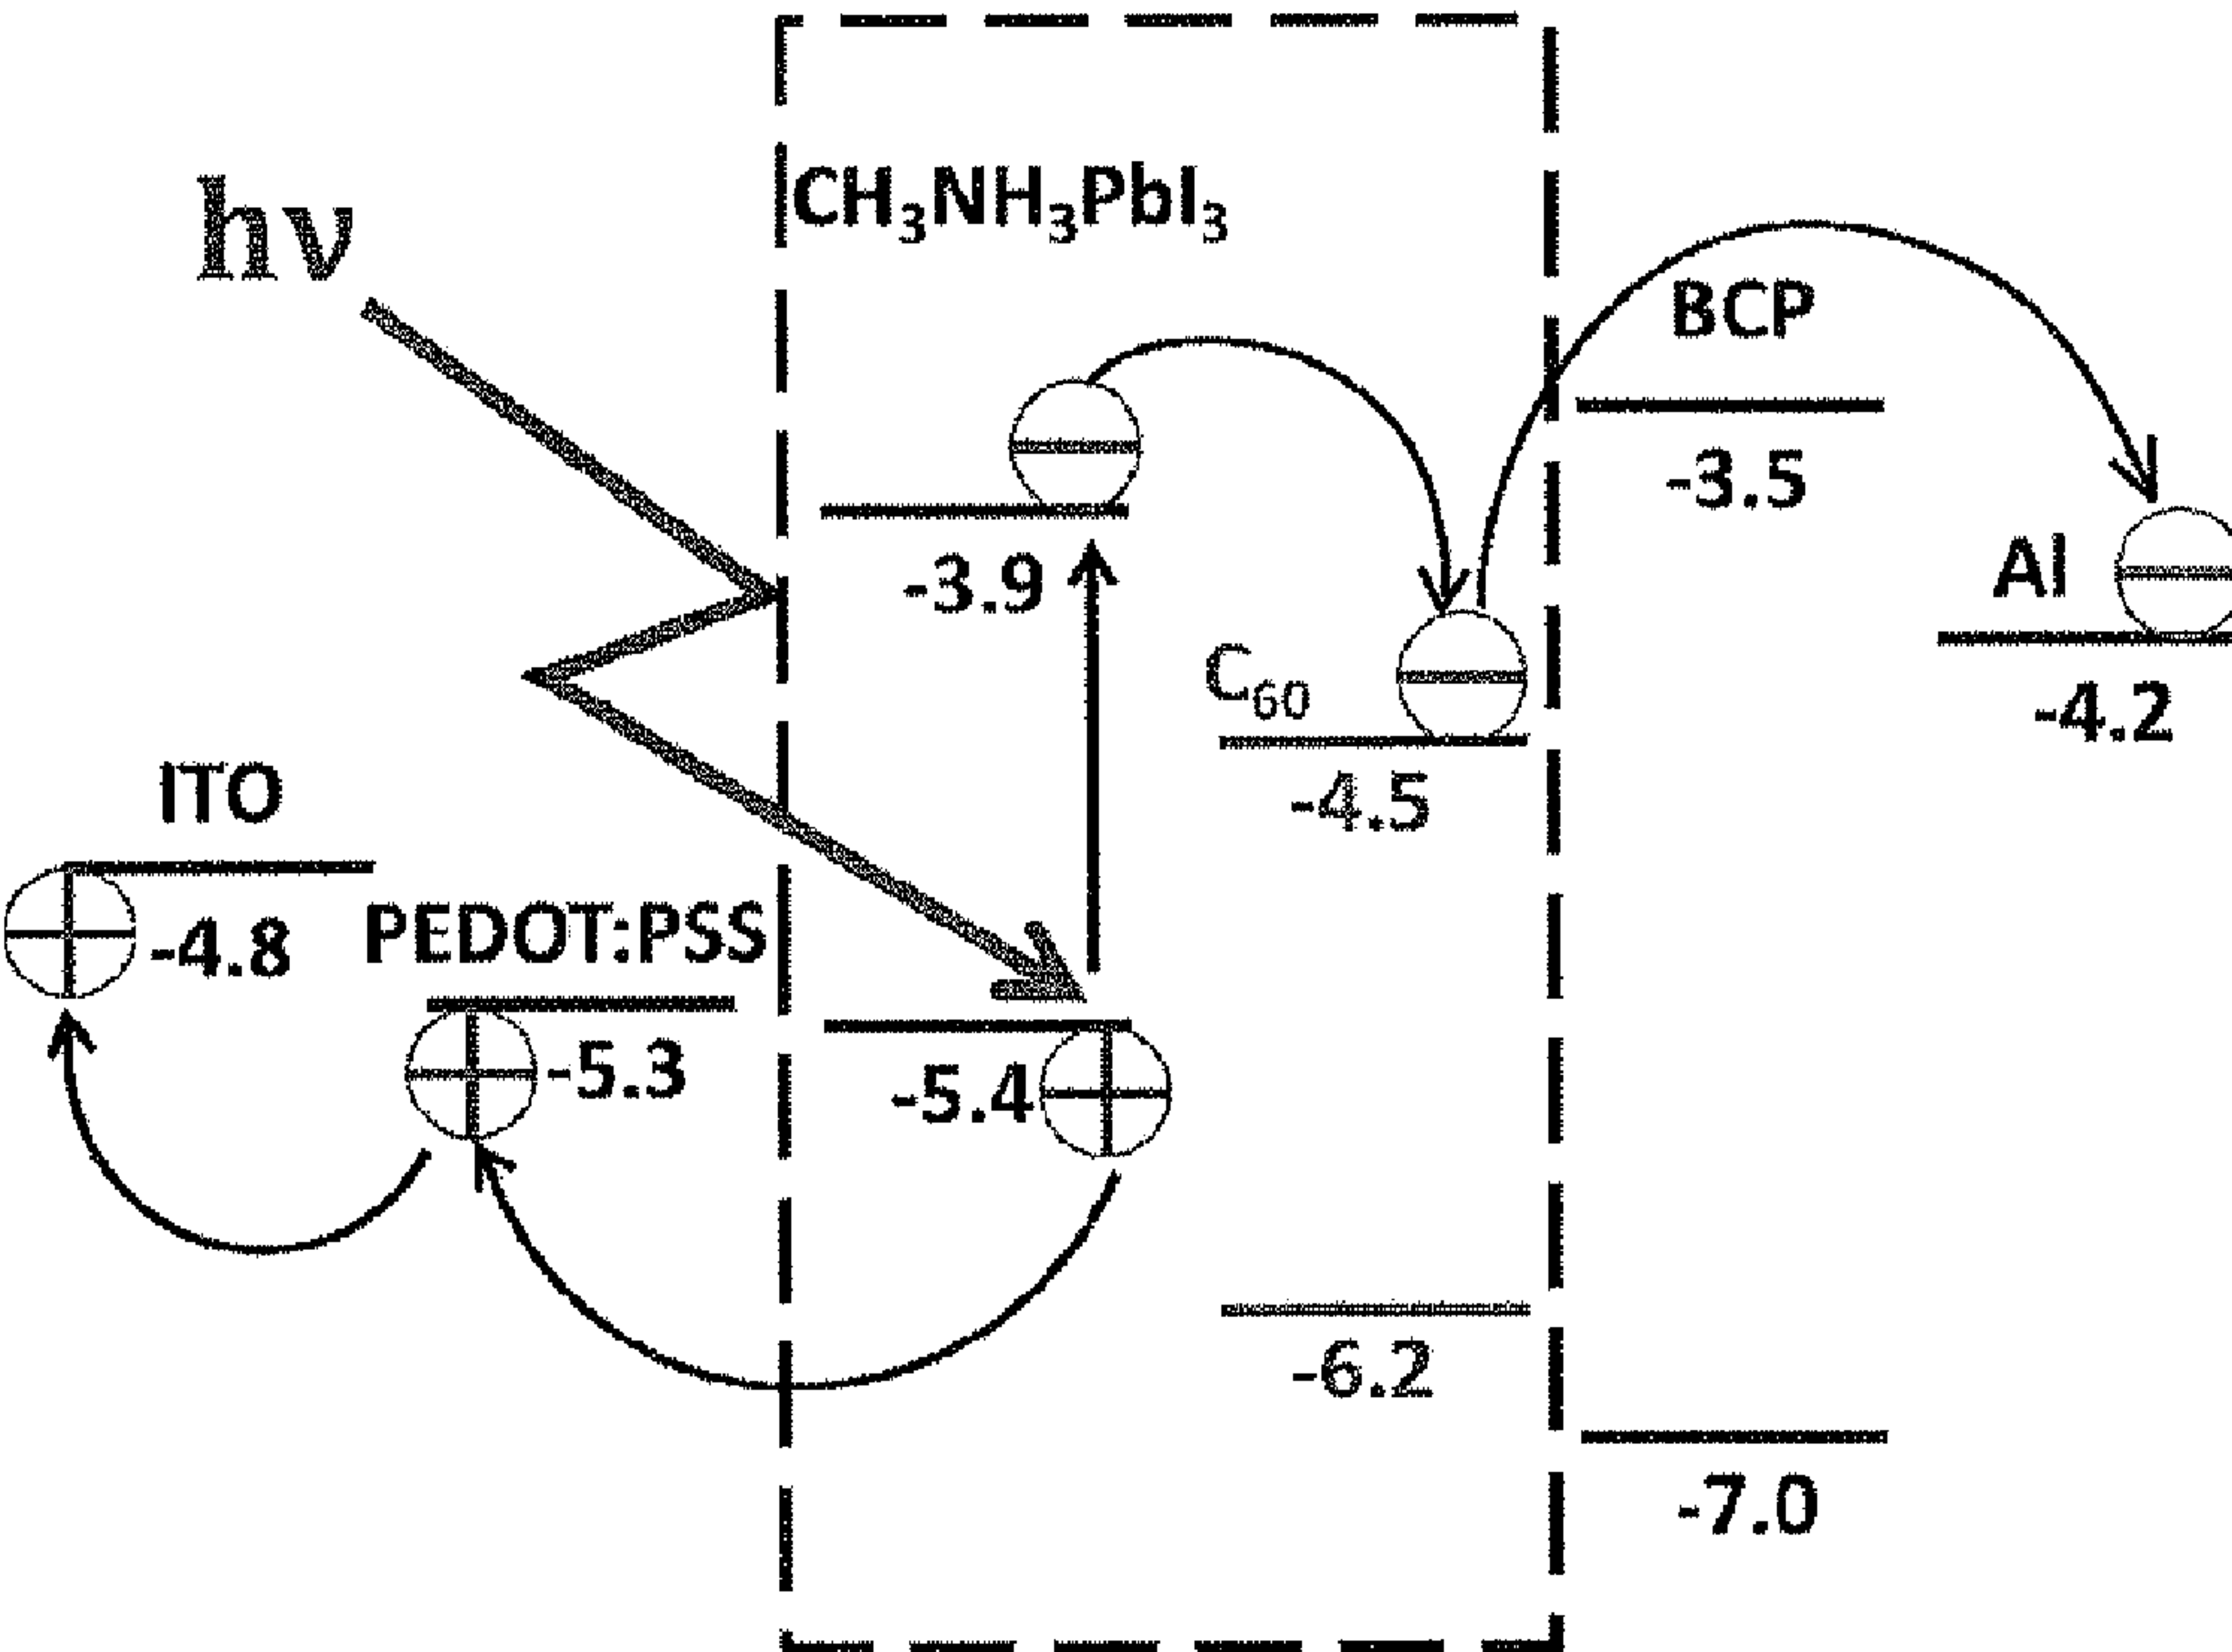 CH₃NH₃PbI₃
hν
BCP
-3.5
-3.9
Al
-4.2
C₆₀
-4.5
ITO
-4.8
PEDOT:PSS
-5.3
-5.4
-6.2
-7.0